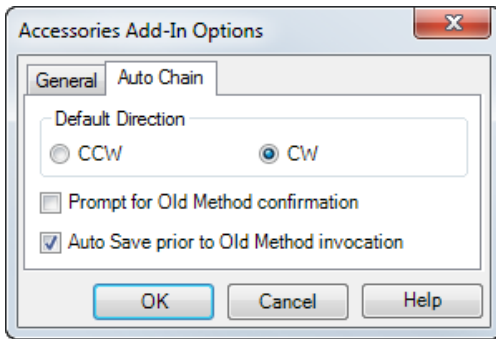 Accessories Add-In Options
General Auto Chain
Default Direction
CCW CW
Prompt for Old Method confirmation
Auto Save prior to Old Method invocation
OK Cancel Help